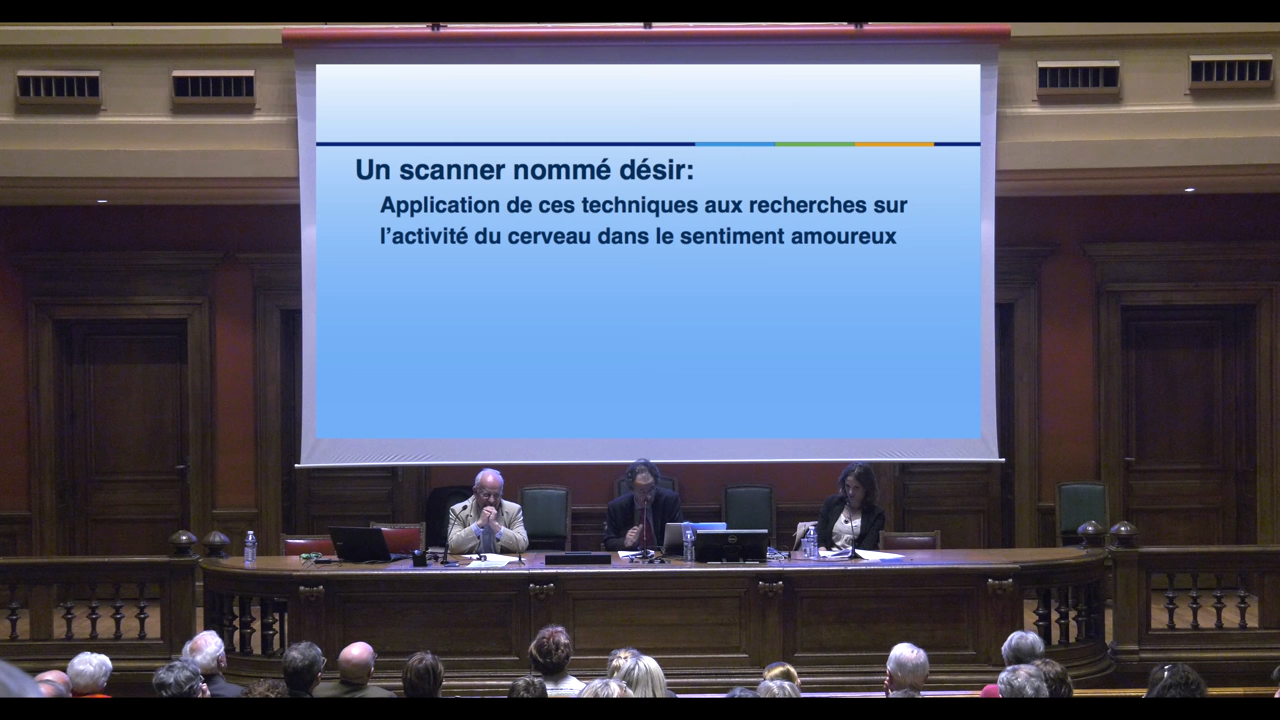 Un scanner nommé désir:
Application de ces techniques aux recherches sur
l’activité du cerveau dans le sentiment amoureux